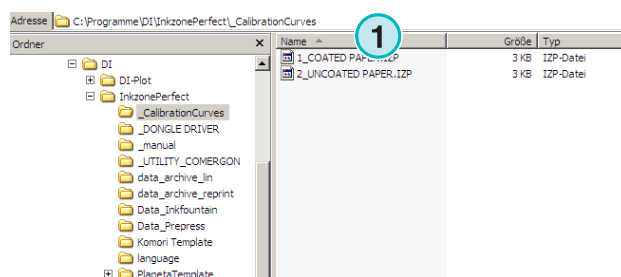 Adresse C:\Programme\DI\InkzonePerfect\_CalibrationCurves
Ordner x
DI
DI-Plot
InkzonePerfect
_CalibrationCurves
_DONGLE DRIVER
_manual
_UTILITY_COMERGON
data_archive_lin
data_archive_reprint
Data_Inkfountain
Data_Prepress
Komori Template
language
PlanetaTemplate
Name Größe Typ
1_COATED PAPER.IZP 3 KB IZP-Datei
2_UNCOATED PAPER.IZP 3 KB IZP-Datei
1